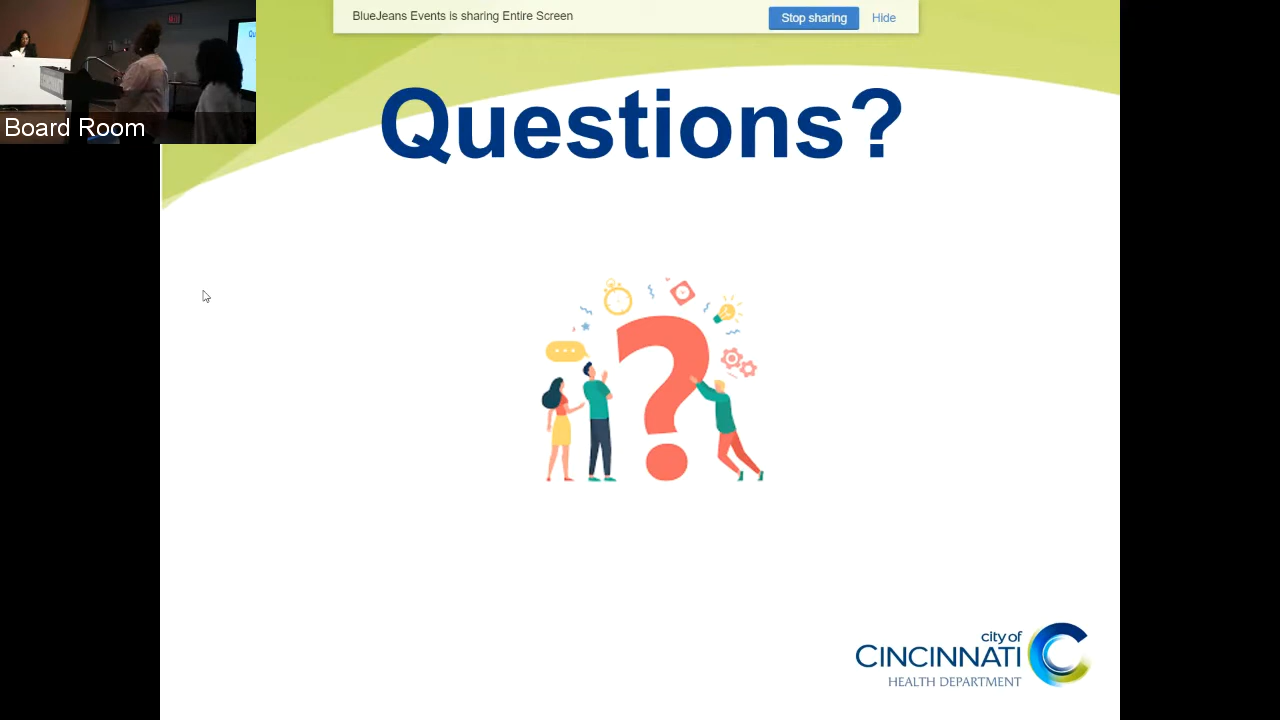 BlueJeans Events is sharing Entire Screen
Stop sharing
Hide
Board Room
Questions?
city of
CINCINNATI
HEALTH DEPARTMENT